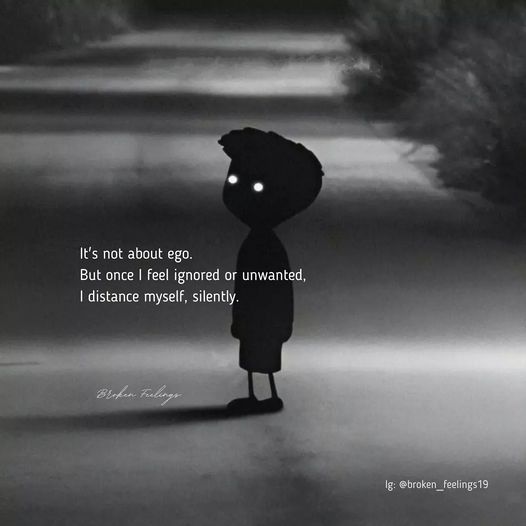 It's not about ego.
But once I feel ignored or unwanted,
I distance myself, silently.
Broken Feelings
Ig: @broken_feelings19